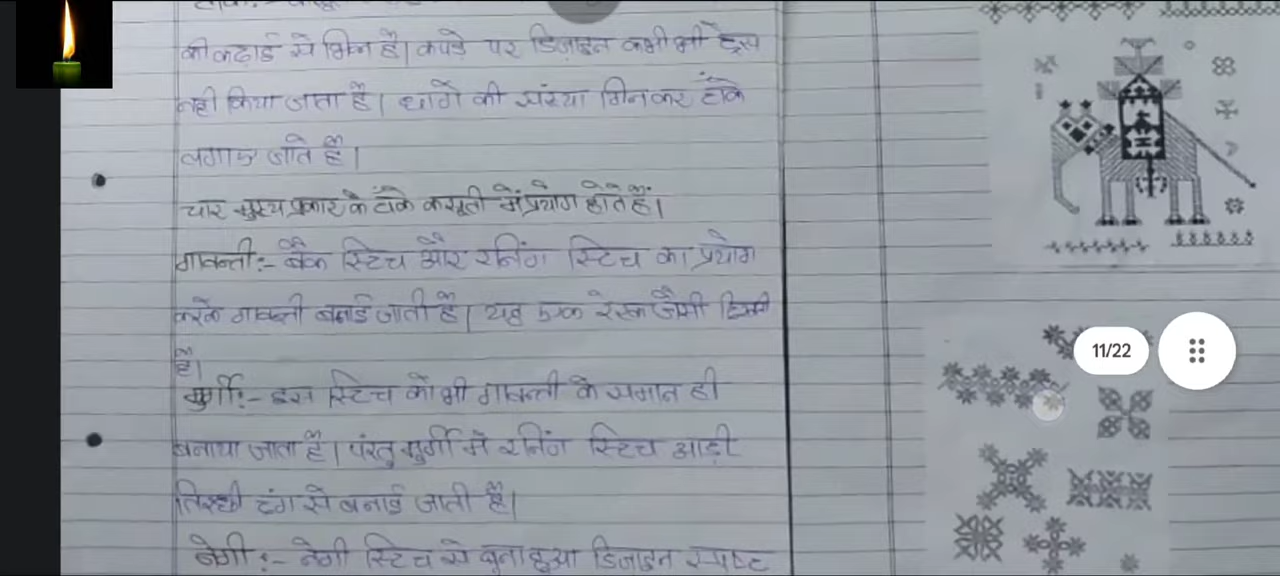 की कढ़ाई से भिन्न है। कपड़े पर डिज़ाइन कभी भी ट्रेस
नही किया जाता है। धागे की संख्या गिनकर टाँके
लगाए जाते है।
चार मुख्य प्रकार के टाँके कसूती में प्रयोग होते हैं।
गावन्ती:- बैक स्टिच और रनिंग स्टिच का प्रयोग
करके गावन्ती बनाई जाती है। यह एक रेखा जैसी दिखती
है।
मुर्गी:- इस स्टिच को भी गावन्ती के समान ही
बनाया जाता है। परंतु मुर्गी में रनिंग स्टिच आड़ी
तिरछी ढंग से बनाई जाती है।
नेगी:- नेगी स्टिच से बुना हुआ डिजाइन स्पष्ट
11/22